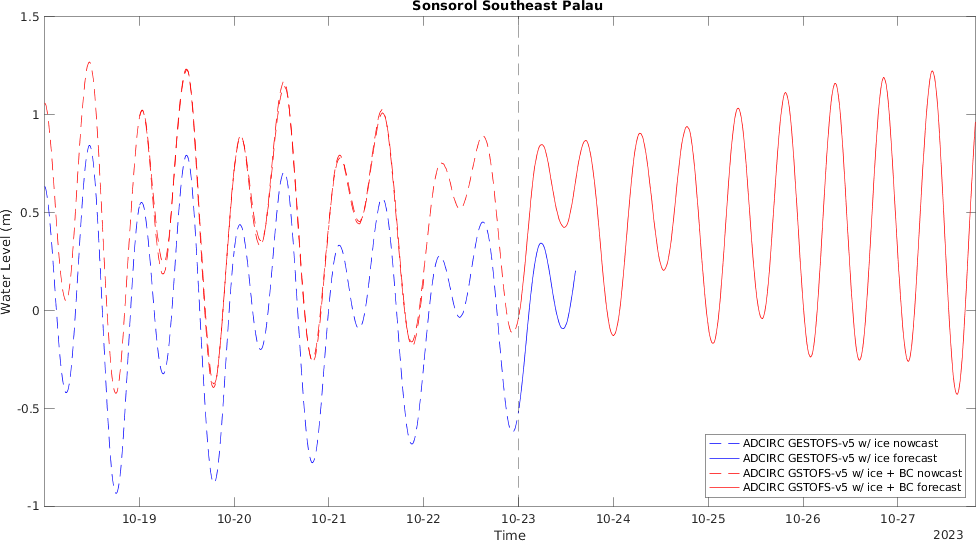 Sonsorol Southeast Palau
1.5
1
0.5
0
-0.5
-1
Water Level (m)
10-19
10-20
10-21
10-22
10-23
10-24
10-25
10-26
10-27
Time
2023
ADCIRC GESTOFS-v5 w/ ice nowcast
ADCIRC GESTOFS-v5 w/ ice forecast
ADCIRC GSTOFS-v5 w/ ice + BC nowcast
ADCIRC GSTOFS-v5 w/ ice + BC forecast